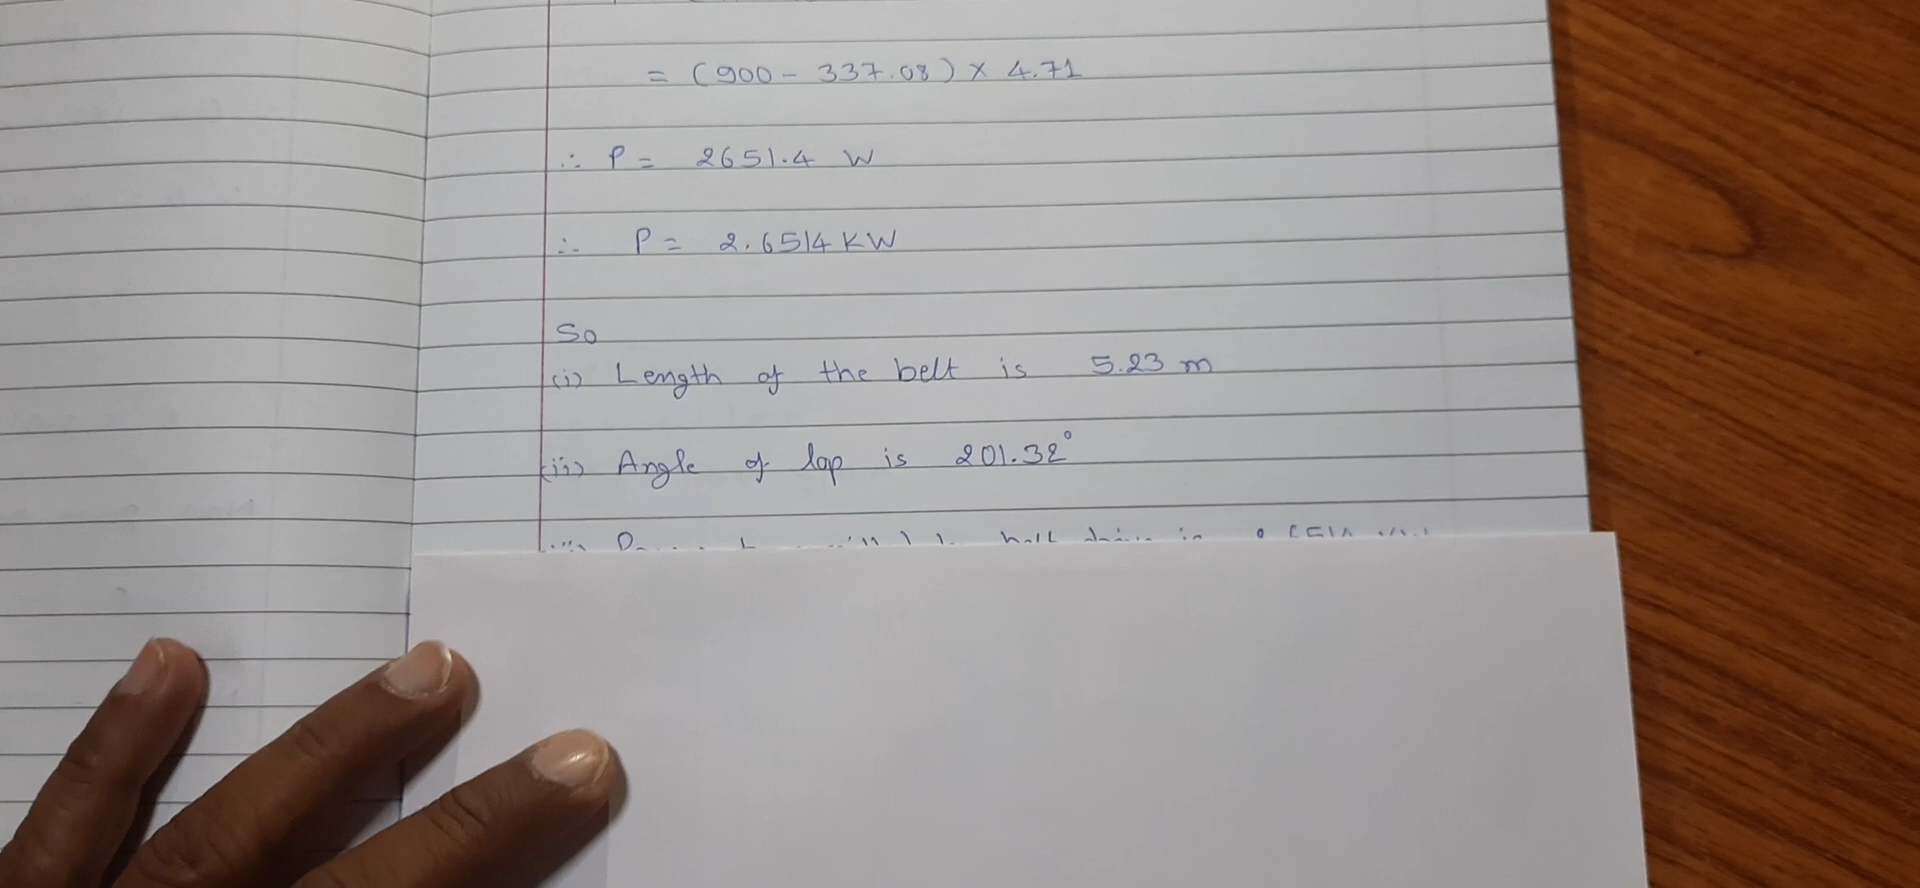 = (900 - 337.08) × 4.71
∴ P = 2651.4 W
∴ P = 2.6514 KW
So
(i) Length of the belt is 5.23 m
(ii) Angle of lap is 201.32°